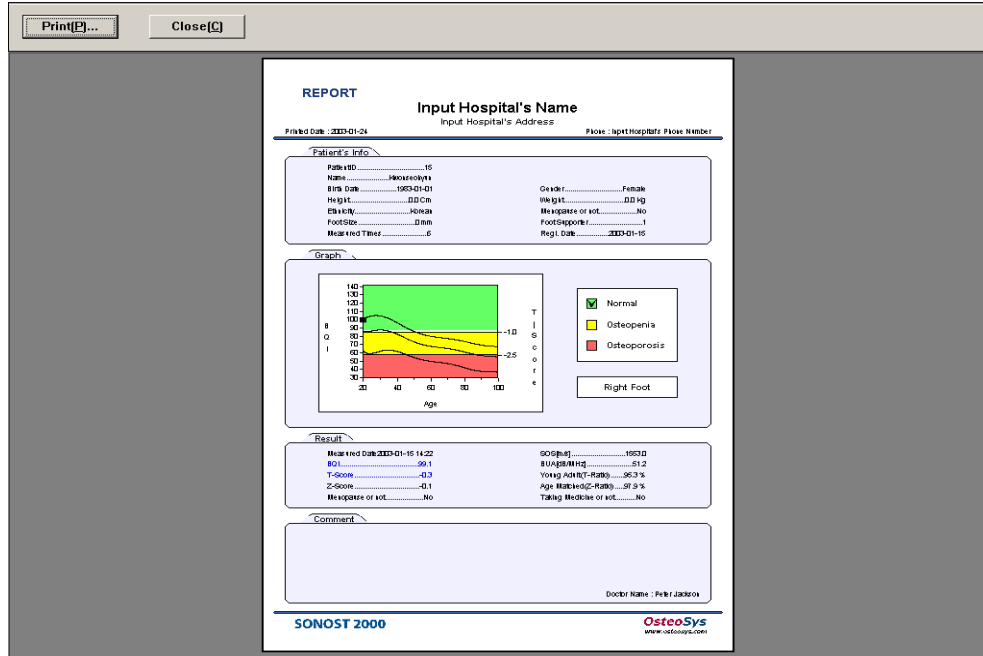 Print(P)... Close(C)
REPORT
Input Hospital's Name
Input Hospital's Address
Printed Date : 2003-01-24 Phone : Input Hospital's Phone Number
Patient's Info
PatientID....................15
Name....................Kwonseohyun
Birth Date....................1983-01-01 Gender....................Female
Height....................0.0 Cm Weight....................0.0 Kg
Ethnicity....................Korean Menopause or not....................No
FootSize....................0 mm FootSupporter....................1
Measured Times....................6 Regi. Date....................2003-01-15
Graph
140
130
120
110
100
90
80
70
60
50
40
30
BQI
-1.0
-2.5
T|Score
20 40 60 80 100
Age
Normal
Osteopenia
Osteoporosis
Right Foot
Result
Measured Date:2003-01-15 14:22 SOS[m/s]....................1553.0
BQI....................99.1 BUA[dB/MHz]....................51.2
T-Score....................-0.3 Young Adult(T-Ratio)......95.3 %
Z-Score....................-0.1 Age Matched(Z-Ratio).....97.9 %
Menopause or not....................No Taking Medicine or not..........No
Comment
Doctor Name : Peter Jackson
SONOST 2000 OsteoSys
www.osteosys.com